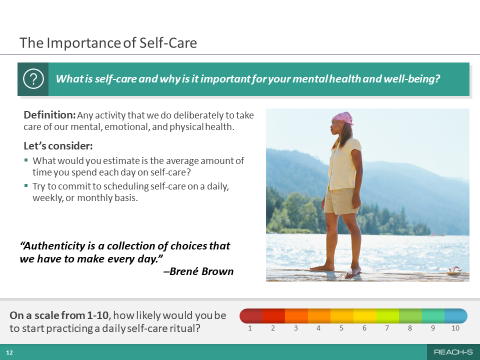 The Importance of Self-Care
What is self-care and why is it important for your mental health and well-being?
Definition: Any activity that we do deliberately to take
care of our mental, emotional, and physical health.
Let's consider:
▪ What would you estimate is the average amount of
time you spend each day on self-care?
▪ Try to commit to scheduling self-care on a daily,
weekly, or monthly basis.
“Authenticity is a collection of choices that
we have to make every day.”
–Brené Brown
On a scale from 1-10, how likely would you be
to start practicing a daily self-care ritual?
1 2 3 4 5 6 7 8 9 10
12
REACH-S